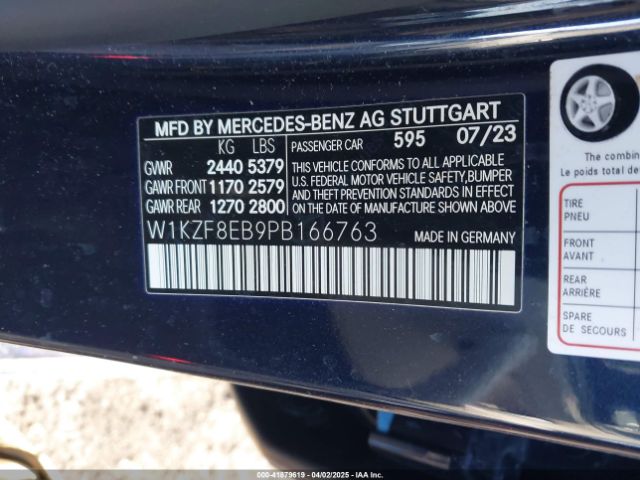 MFD BY MERCEDES-BENZ AG STUTTGART
KG LBS PASSENGER CAR 595 07/23
GVWR 2440 5379
GAWR FRONT 1170 2579
GAWR REAR 1270 2800
THIS VEHICLE CONFORMS TO ALL APPLICABLE
U.S. FEDERAL MOTOR VEHICLE SAFETY,BUMPER
AND THEFT PREVENTION STANDARDS IN EFFECT
ON THE DATE OF MANUFACTURE SHOWN ABOVE.
W1KZF8EB9PB166763 MADE IN GERMANY
The combine
Le poids total des
TIRE
PNEU
FRONT
AVANT
REAR
ARRIÈRE
SPARE
DE SECOURS
000-41879619 - 04/02/2025 - IAA, Inc.